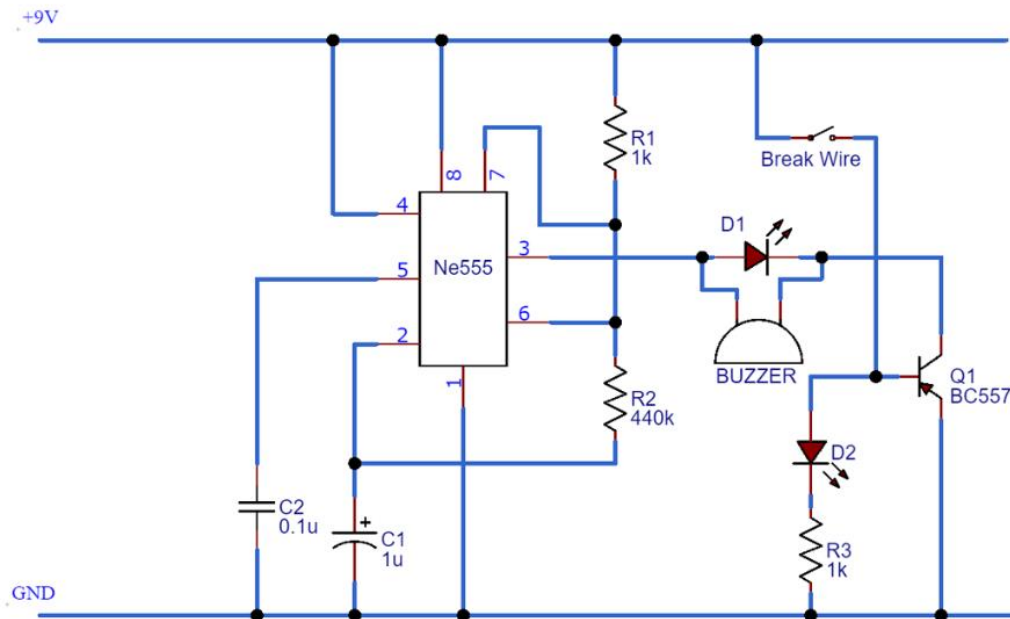 +9V
R1
1k
Break Wire
8
7
4
D1
3
5
Ne555
6
2
BUZZER
1
Q1
BC557
R2
440k
D2
C2
0.1u
+
C1
1u
R3
1k
GND